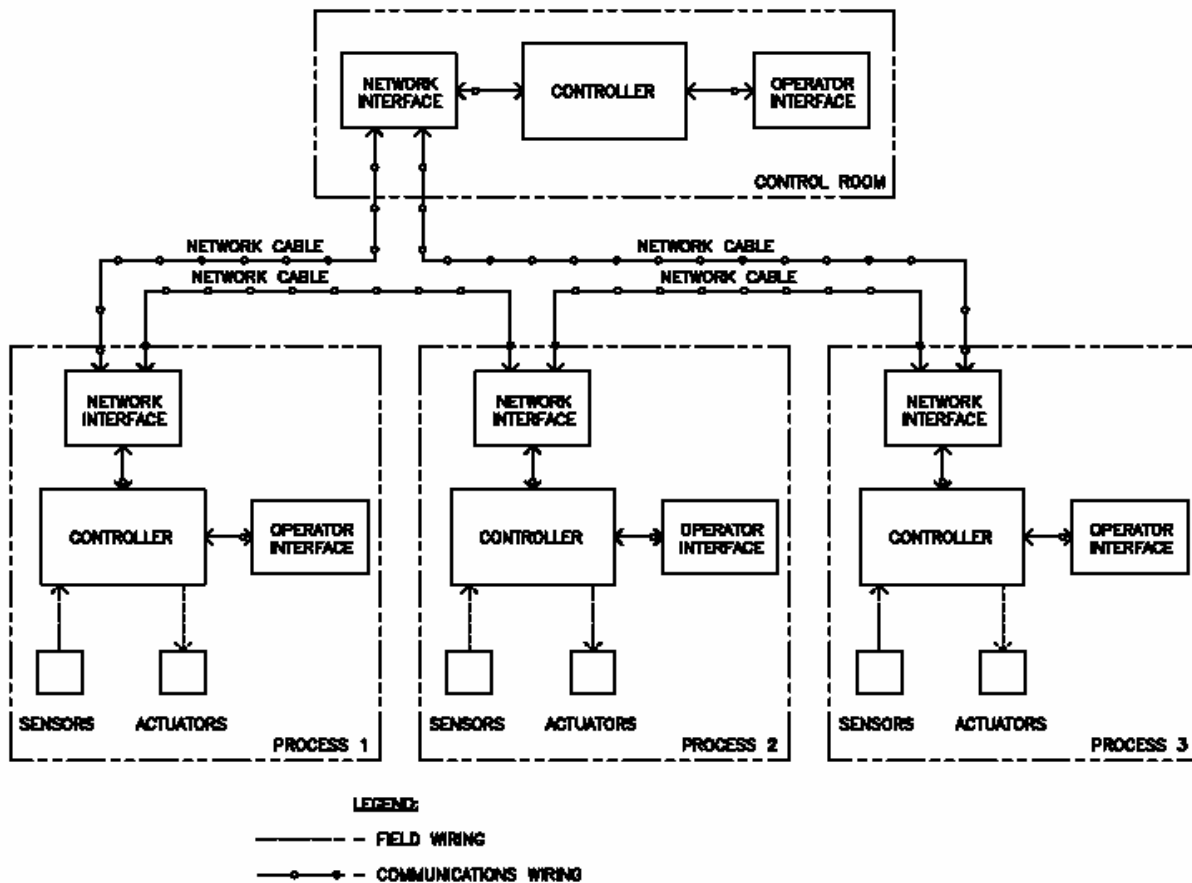 NETWORK
INTERFACE
CONTROLLER
OPERATOR
INTERFACE
CONTROL ROOM
NETWORK CABLE
NETWORK CABLE
NETWORK CABLE
NETWORK CABLE
NETWORK
INTERFACE
CONTROLLER
OPERATOR
INTERFACE
SENSORS
ACTUATORS
PROCESS 1
NETWORK
INTERFACE
CONTROLLER
OPERATOR
INTERFACE
SENSORS
ACTUATORS
PROCESS 2
NETWORK
INTERFACE
CONTROLLER
OPERATOR
INTERFACE
SENSORS
ACTUATORS
PROCESS 3
LEGEND:
FIELD WIRING
COMMUNICATIONS WIRING